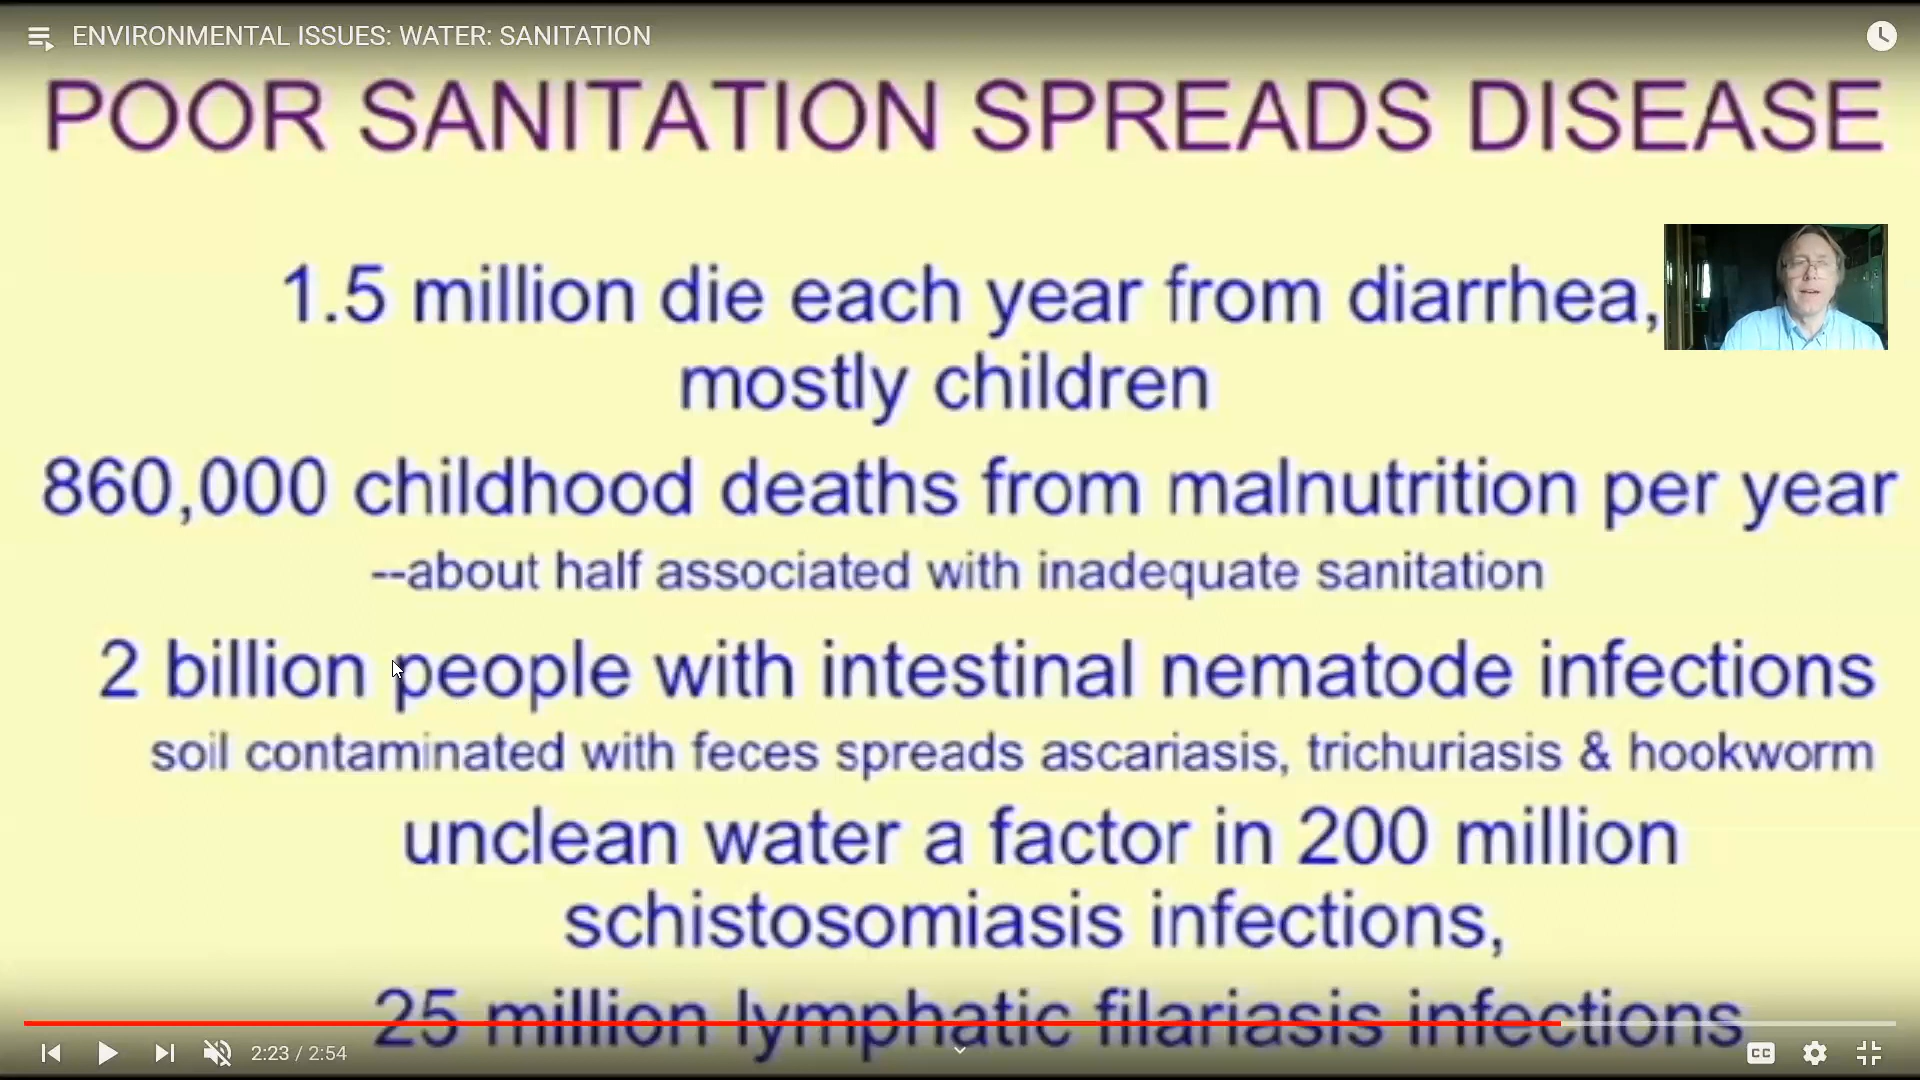 ENVIRONMENTAL ISSUES: WATER: SANITATION
POOR SANITATION SPREADS DISEASE
1.5 million die each year from diarrhea,
mostly children
860,000 childhood deaths from malnutrition per year
--about half associated with inadequate sanitation
2 billion people with intestinal nematode infections
soil contaminated with feces spreads ascariasis, trichuriasis & hookworm
unclean water a factor in 200 million
schistosomiasis infections,
25 million lymphatic filariasis infections
2:23 / 2:54
CC